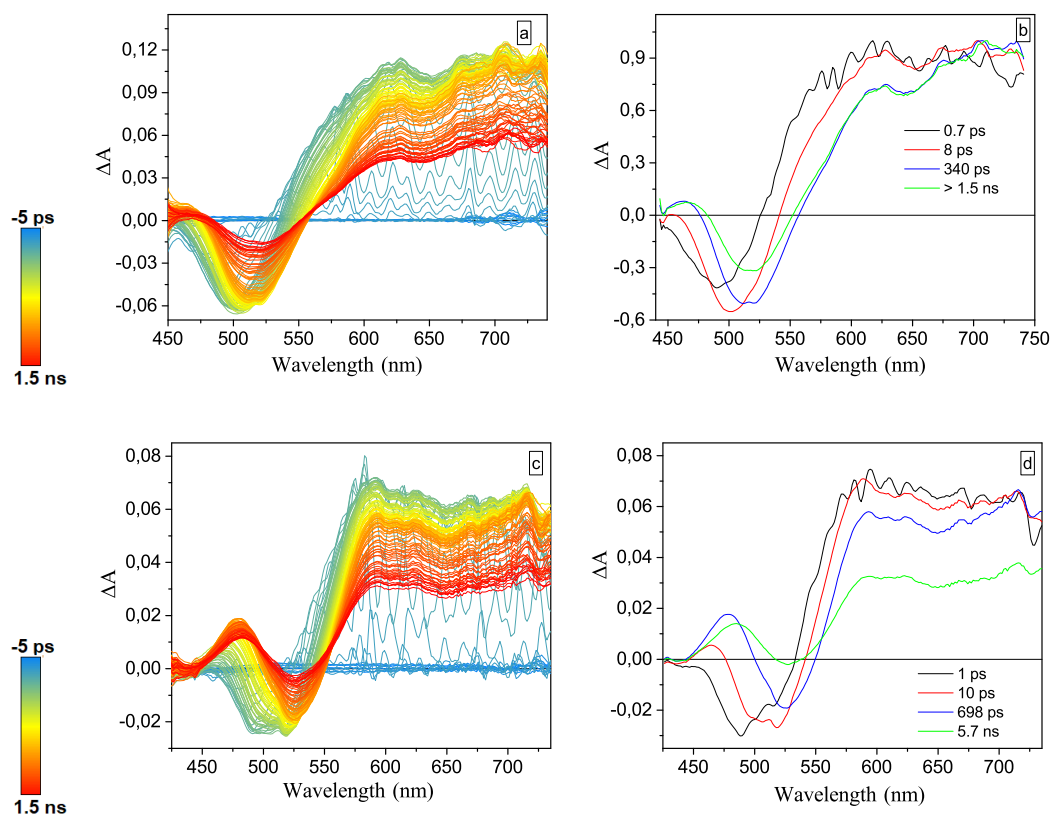 a
0,12
0,09
0,06
0,03
0,00
-0,03
-0,06
ΔA
450 500 550 600 650 700
Wavelength (nm)
-5 ps
1.5 ns
b
0,9
0,6
0,3
0,0
-0,3
-0,6
ΔA
0.7 ps
8 ps
340 ps
> 1.5 ns
450 500 550 600 650 700 750
Wavelength (nm)
c
0,08
0,06
0,04
0,02
0,00
-0,02
ΔA
450 500 550 600 650 700
Wavelength (nm)
-5 ps
1.5 ns
d
0,08
0,06
0,04
0,02
0,00
-0,02
ΔA
1 ps
10 ps
698 ps
5.7 ns
450 500 550 600 650 700
Wavelength (nm)